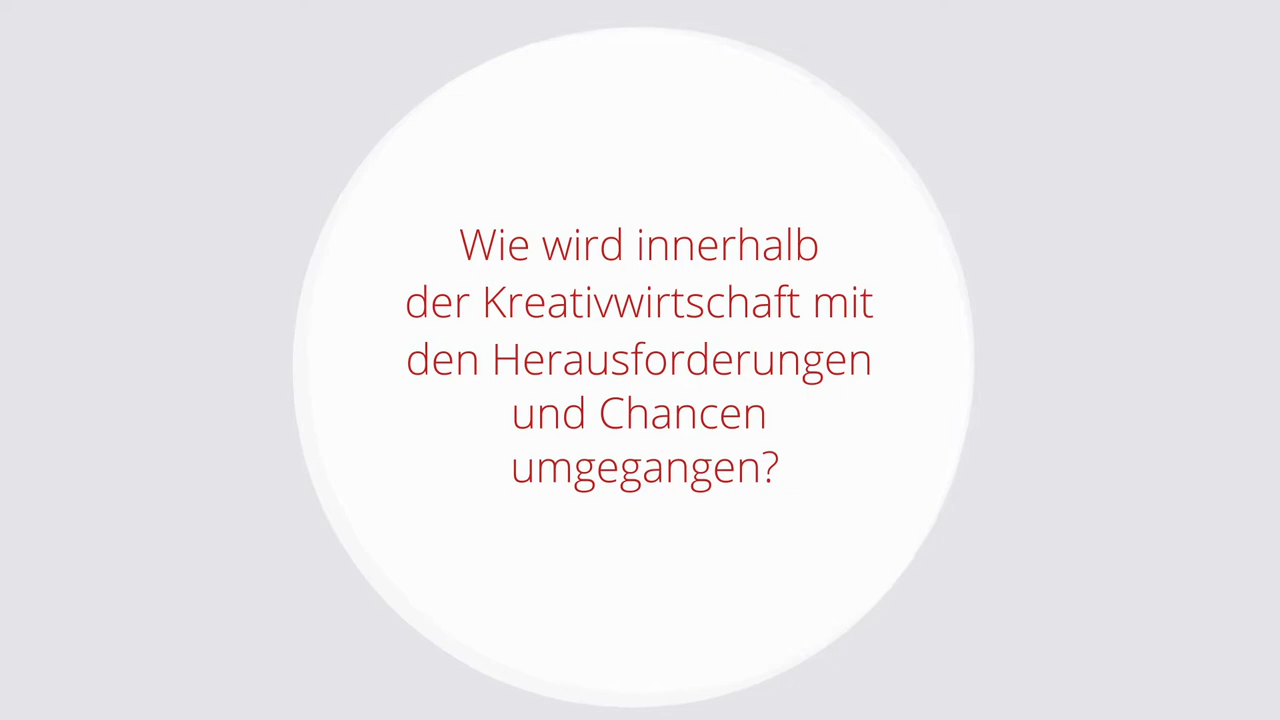 Wie wird innerhalb
der Kreativwirtschaft mit
den Herausforderungen
und Chancen
umgegangen?